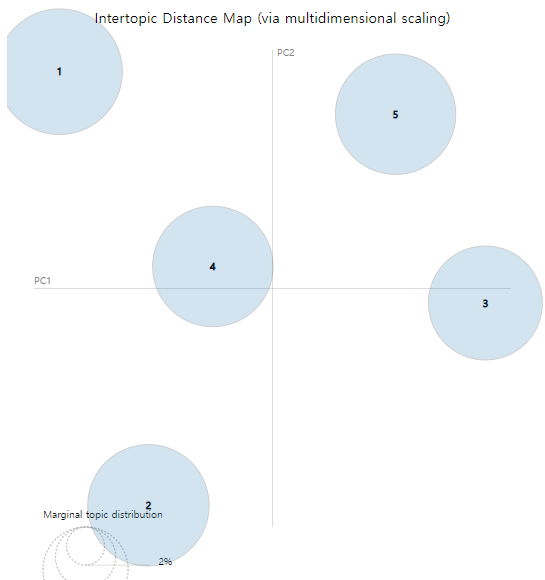 Intertopic Distance Map (via multidimensional scaling)
PC2
1
5
4
PC1
3
2
Marginal topic distribution
2%